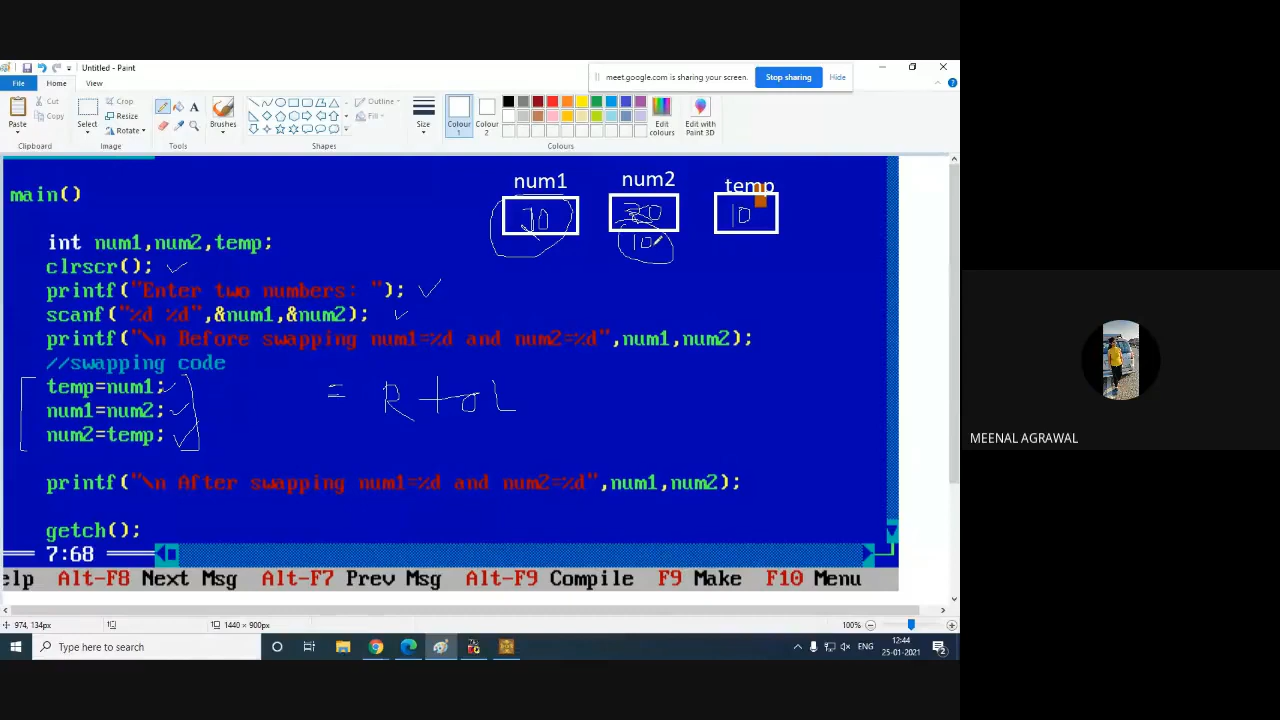 Untitled - Paint
meet.google.com is sharing your screen.
Stop sharing
Hide
File
Home
View
Cut
Copy
Paste
Clipboard
Crop
Resize
Rotate
Select
Image
A
Tools
Brushes
Outline
Fill
Shapes
Size
Colour 1
Colour 2
Edit colours
Edit with Paint 3D
Colours
num1
num2
temp
10
10
main()
int num1,num2,temp;
clrscr();
printf("Enter two numbers: ");
scanf("%d %d",&num1,&num2);
printf("\n Before swapping num1=%d and num2=%d",num1,num2);
//swapping code
temp=num1;
num1=num2;
num2=temp;
= R to L
printf("\n After swapping num1=%d and num2=%d",num1,num2);
getch();
7:68
elp Alt-F8 Next Msg Alt-F7 Prev Msg Alt-F9 Compile F9 Make F10 Menu
974, 134px
1440 × 900px
100%
Type here to search
ENG
12:44
25-01-2021
2
MEENAL AGRAWAL